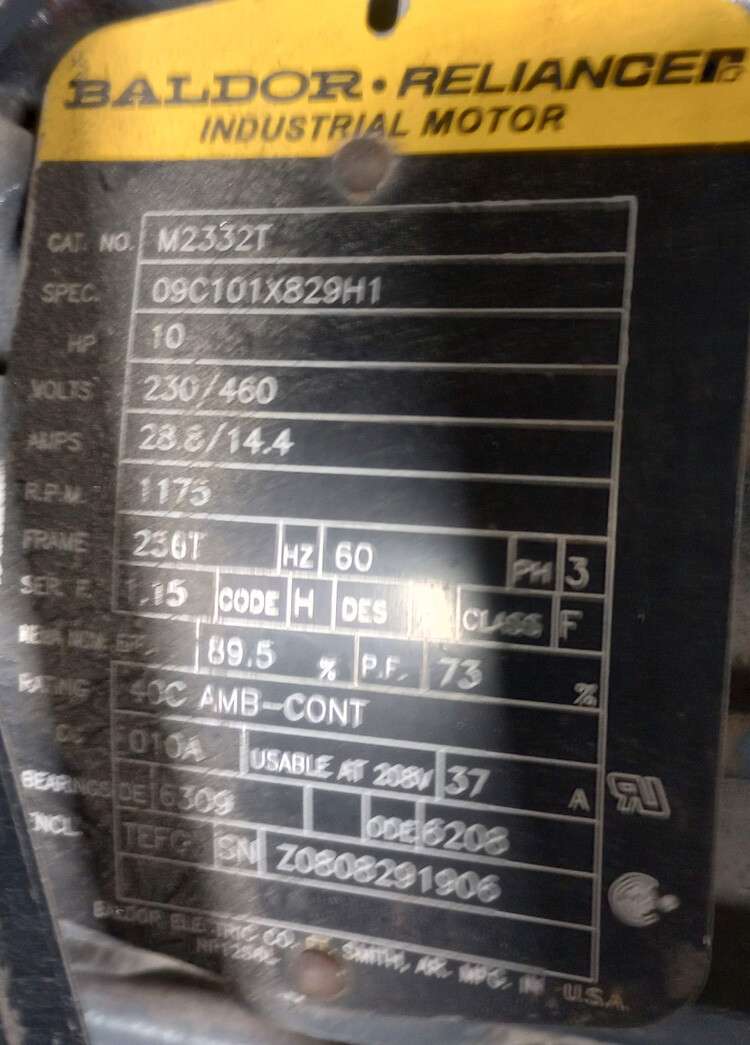 BALDOR • RELIANCE
INDUSTRIAL MOTOR
CAT. NO. M2332T
SPEC. 09C101X829H1
HP 10
VOLTS 230/460
AMPS 28.8/14.4
R.P.M. 1175
FRAME 256T HZ 60 PH 3
SER. F. 1.15 CODE H DES CLASS F
NEMA NOM. EFF. 89.5 % P.F. 73 %
RATING 40C AMB-CONT
CC 010A USABLE AT 208V 37 A
BEARINGS DE 6309 ODE 6208
ENCL. TEFC SN Z0808291906
BALDOR ELECTRIC CO. FT. SMITH, AR. MFG. IN U.S.A.